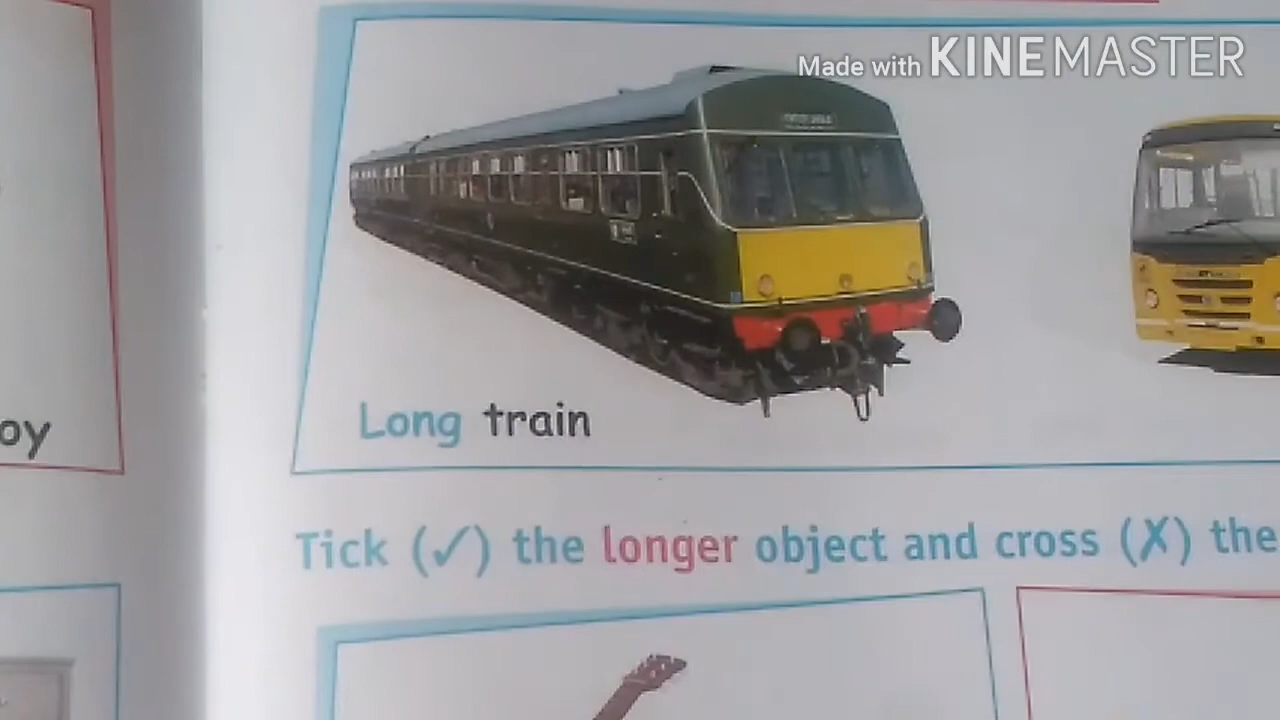 Made with KINEMASTER
oy
Long train
Tick (✓) the longer object and cross (✗) the